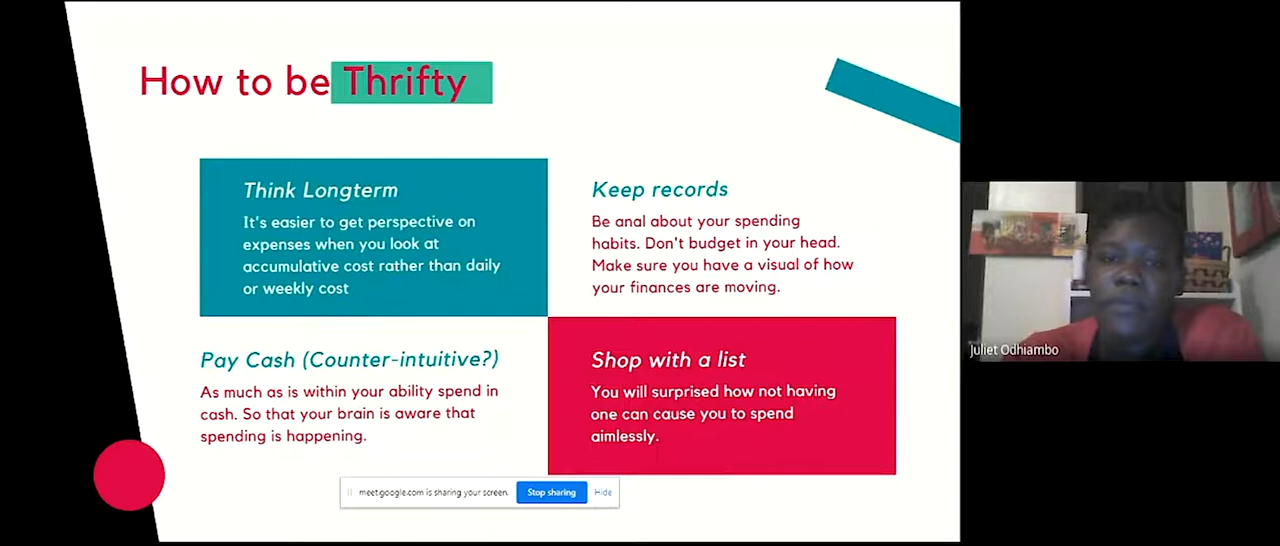 How to be Thrifty
Think Longterm
It's easier to get perspective on
expenses when you look at
accumulative cost rather than daily
or weekly cost
Keep records
Be anal about your spending
habits. Don't budget in your head.
Make sure you have a visual of how
your finances are moving.
Pay Cash (Counter-intuitive?)
As much as is within your ability spend in
cash. So that your brain is aware that
spending is happening.
Shop with a list
You will surprised how not having
one can cause you to spend
aimlessly.
meet.google.com is sharing your screen.
Stop sharing
Hide
Juliet Odhiambo